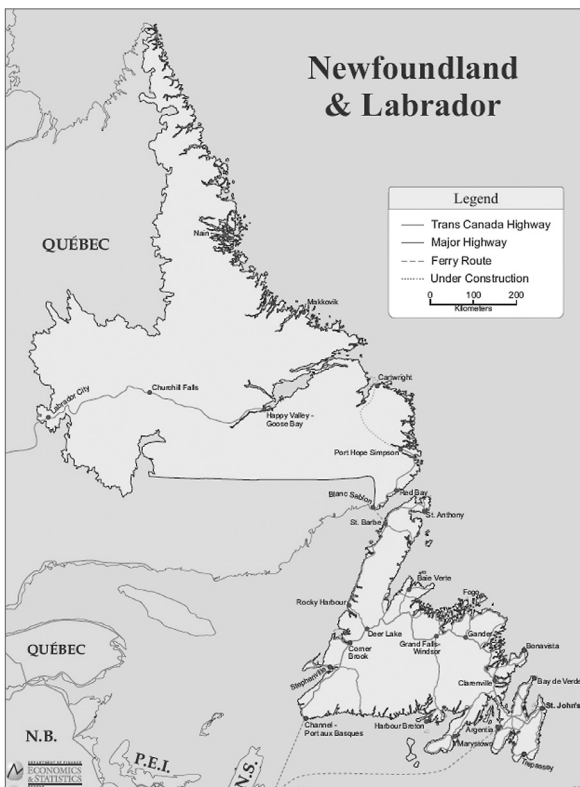 Newfoundland
& Labrador
Legend
Trans Canada Highway
Major Highway
Ferry Route
Under Construction
0 100 200
Kilometers
QUÉBEC
Nain
Makkovik
Cartwright
Labrador City
Churchill Falls
Happy Valley -
Goose Bay
Port Hope Simpson
Blanc Sablon
Red Bay
St. Barbe
St. Anthony
Baie Verte
Rocky Harbour
Fogo
Deer Lake
Grand Falls-
Windsor
Gander
Corner
Brook
Bonavista
QUÉBEC
Stephenville
Clarenville
Bay de Verde
St. John's
Channel -
Port aux Basques
Harbour Breton
Argentia
Marystown
Trepassey
N.B.
P.E.I.
N.S.
DEPARTMENT OF FINANCE
ECONOMICS
& STATISTICS